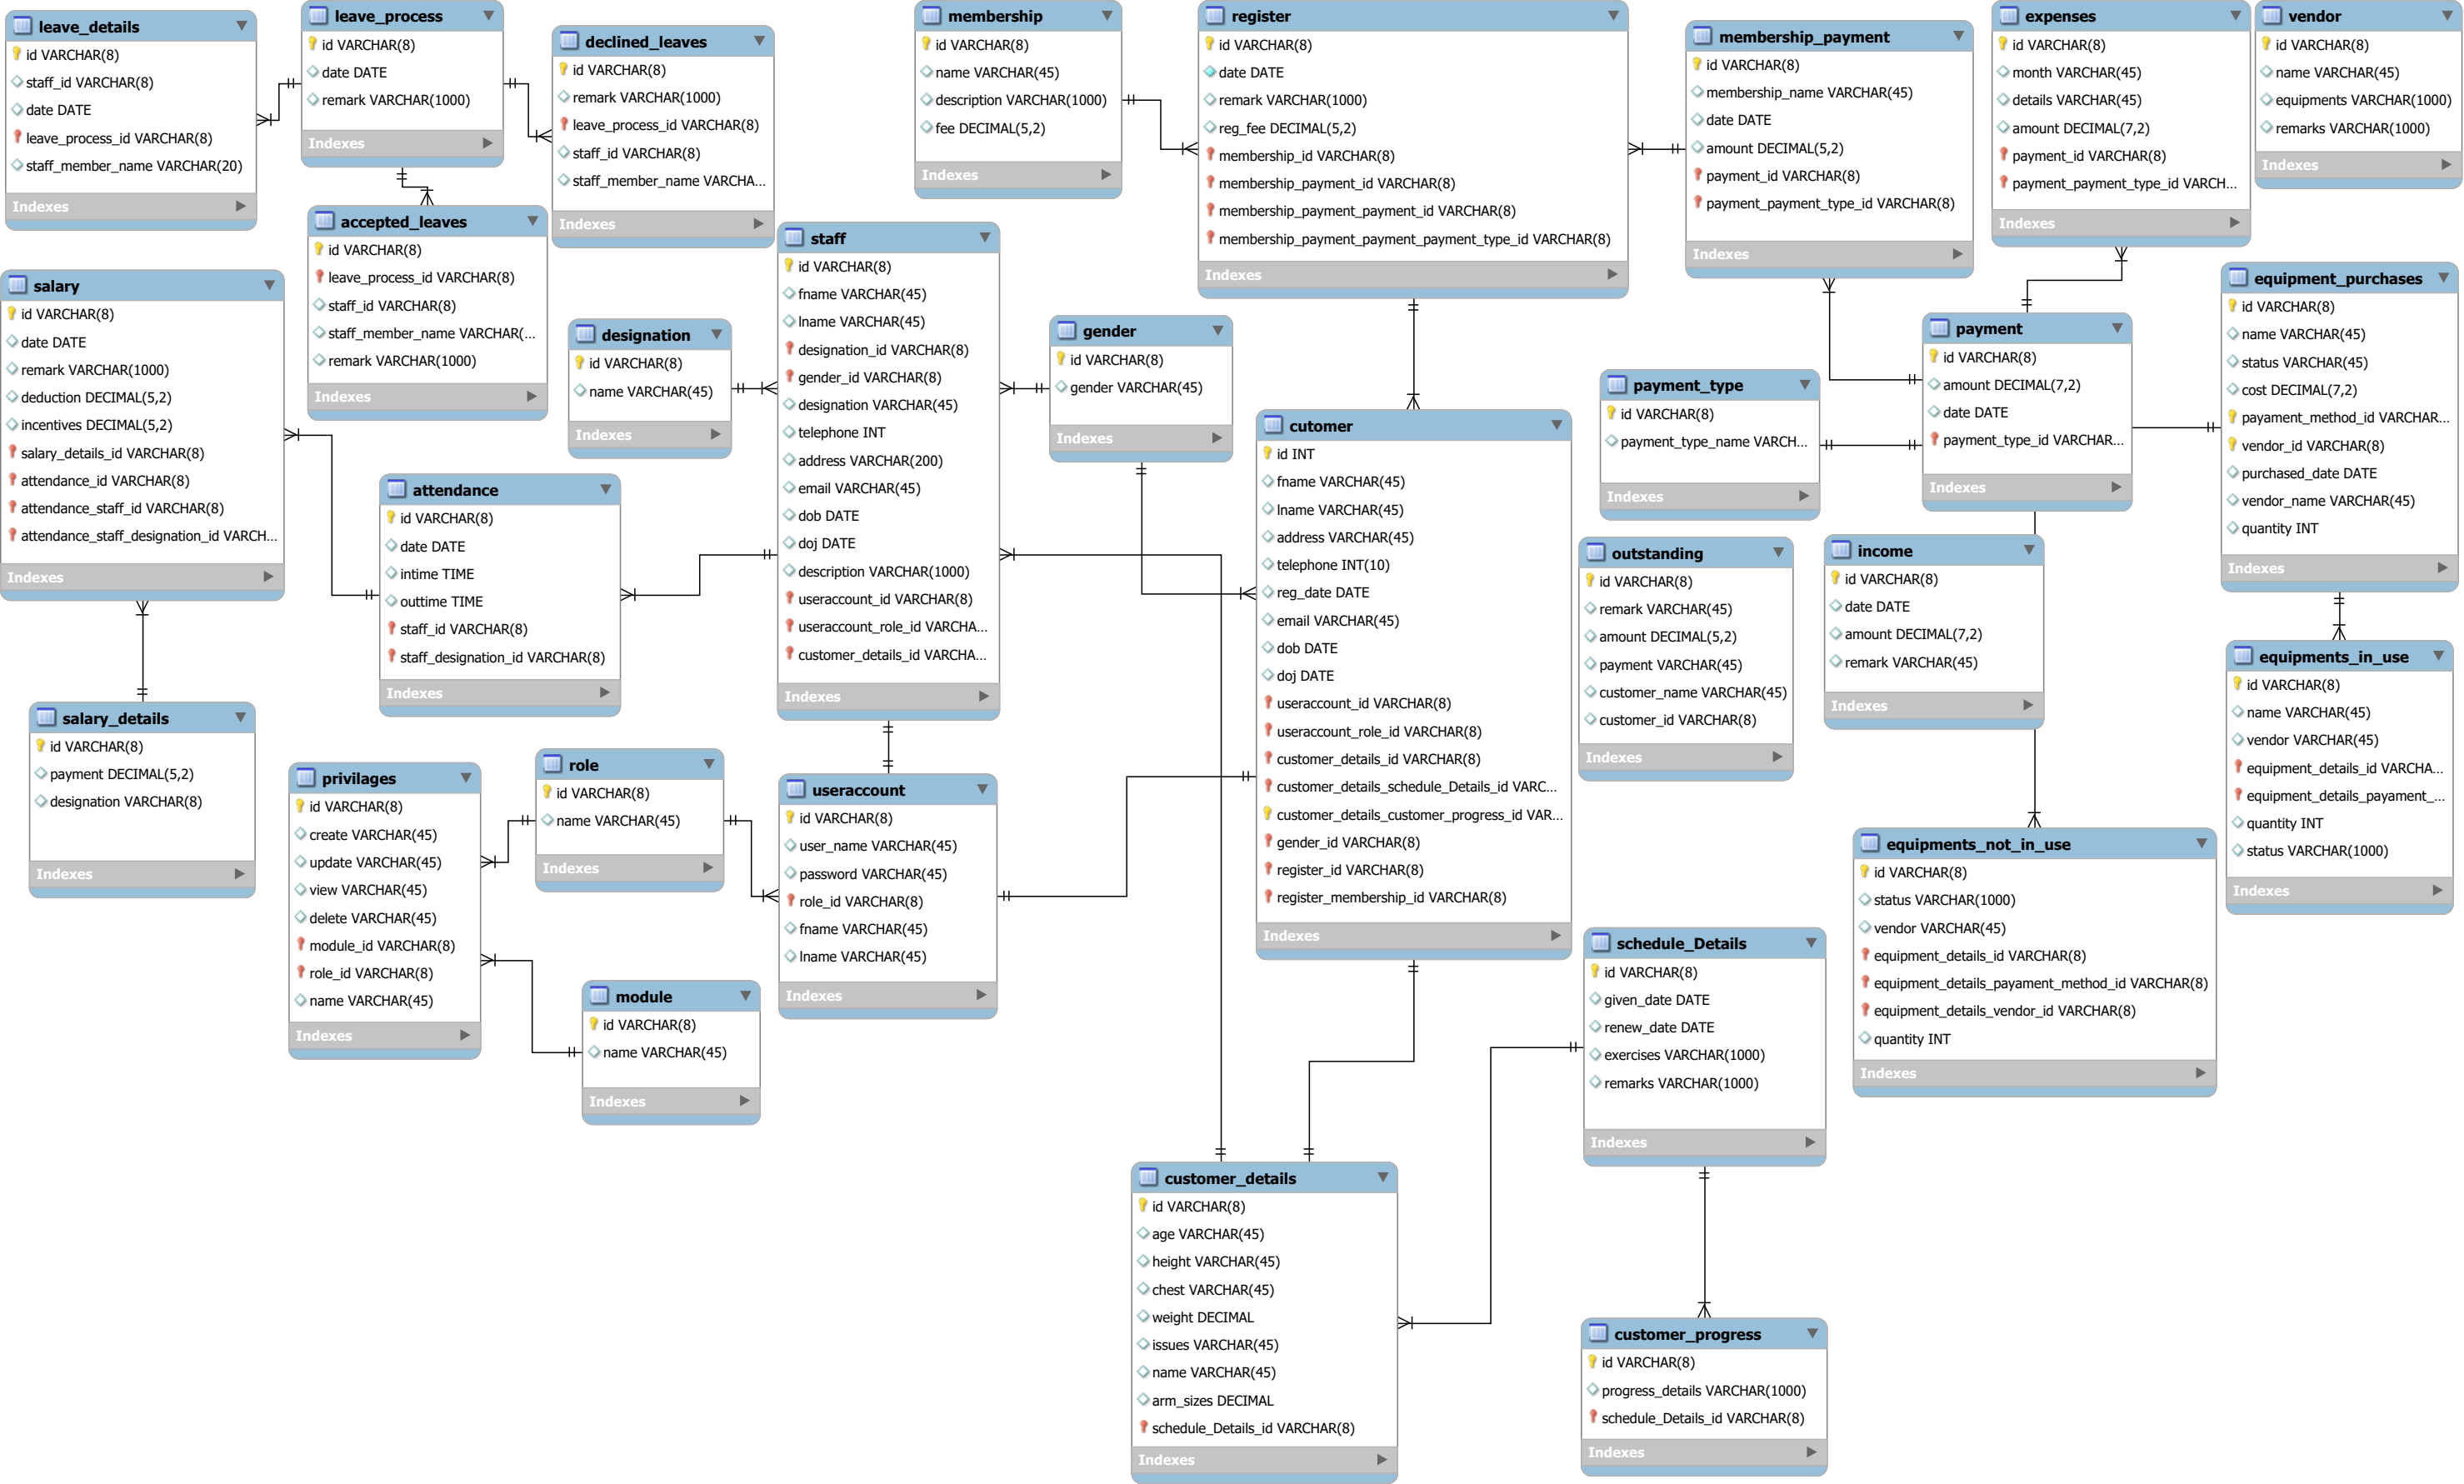 leave_details
id VARCHAR(8)
staff_id VARCHAR(8)
date DATE
leave_process_id VARCHAR(8)
staff_member_name VARCHAR(20)
Indexes
leave_process
id VARCHAR(8)
date DATE
remark VARCHAR(1000)
Indexes
declined_leaves
id VARCHAR(8)
remark VARCHAR(1000)
leave_process_id VARCHAR(8)
staff_id VARCHAR(8)
staff_member_name VARCHA...
Indexes
accepted_leaves
id VARCHAR(8)
leave_process_id VARCHAR(8)
staff_id VARCHAR(8)
staff_member_name VARCHAR(...
remark VARCHAR(1000)
Indexes
membership
id VARCHAR(8)
name VARCHAR(45)
description VARCHAR(1000)
fee DECIMAL(5,2)
Indexes
register
id VARCHAR(8)
date DATE
remark VARCHAR(1000)
reg_fee DECIMAL(5,2)
membership_id VARCHAR(8)
membership_payment_id VARCHAR(8)
membership_payment_payment_id VARCHAR(8)
membership_payment_payment_payment_type_id VARCHAR(8)
Indexes
membership_payment
id VARCHAR(8)
membership_name VARCHAR(45)
date DATE
amount DECIMAL(5,2)
payment_id VARCHAR(8)
payment_payment_type_id VARCHAR(8)
Indexes
expenses
id VARCHAR(8)
month VARCHAR(45)
details VARCHAR(45)
amount DECIMAL(7,2)
payment_id VARCHAR(8)
payment_payment_type_id VARCH...
Indexes
vendor
id VARCHAR(8)
name VARCHAR(45)
equipments VARCHAR(1000)
remarks VARCHAR(1000)
Indexes
salary
id VARCHAR(8)
date DATE
remark VARCHAR(1000)
deduction DECIMAL(5,2)
incentives DECIMAL(5,2)
salary_details_id VARCHAR(8)
attendance_id VARCHAR(8)
attendance_staff_id VARCHAR(8)
attendance_staff_designation_id VARCH...
Indexes
designation
id VARCHAR(8)
name VARCHAR(45)
Indexes
staff
id VARCHAR(8)
fname VARCHAR(45)
lname VARCHAR(45)
designation_id VARCHAR(8)
gender_id VARCHAR(8)
designation VARCHAR(45)
telephone INT
address VARCHAR(200)
email VARCHAR(45)
dob DATE
doj DATE
description VARCHAR(1000)
useraccount_id VARCHAR(8)
useraccount_role_id VARCHA...
customer_details_id VARCHA...
Indexes
gender
id VARCHAR(8)
gender VARCHAR(45)
Indexes
attendance
id VARCHAR(8)
date DATE
intime TIME
outtime TIME
staff_id VARCHAR(8)
staff_designation_id VARCHAR(8)
Indexes
cutomer
id INT
fname VARCHAR(45)
lname VARCHAR(45)
address VARCHAR(45)
telephone INT(10)
reg_date DATE
email VARCHAR(45)
dob DATE
doj DATE
useraccount_id VARCHAR(8)
useraccount_role_id VARCHAR(8)
customer_details_id VARCHAR(8)
customer_details_schedule_Details_id VARC...
customer_details_customer_progress_id VAR...
gender_id VARCHAR(8)
register_id VARCHAR(8)
register_membership_id VARCHAR(8)
Indexes
payment_type
id VARCHAR(8)
payment_type_name VARCH...
Indexes
payment
id VARCHAR(8)
amount DECIMAL(7,2)
date DATE
payment_type_id VARCHAR...
Indexes
equipment_purchases
id VARCHAR(8)
name VARCHAR(45)
status VARCHAR(45)
cost DECIMAL(7,2)
payament_method_id VARCHAR...
vendor_id VARCHAR(8)
purchased_date DATE
vendor_name VARCHAR(45)
quantity INT
Indexes
outstanding
id VARCHAR(8)
remark VARCHAR(45)
amount DECIMAL(5,2)
payment VARCHAR(45)
customer_name VARCHAR(45)
customer_id VARCHAR(8)
Indexes
income
id VARCHAR(8)
date DATE
amount DECIMAL(7,2)
remark VARCHAR(45)
Indexes
equipments_in_use
id VARCHAR(8)
name VARCHAR(45)
vendor VARCHAR(45)
equipment_details_id VARCHA...
equipment_details_payament_...
quantity INT
status VARCHAR(1000)
Indexes
salary_details
id VARCHAR(8)
payment DECIMAL(5,2)
designation VARCHAR(8)
Indexes
privilages
id VARCHAR(8)
create VARCHAR(45)
update VARCHAR(45)
view VARCHAR(45)
delete VARCHAR(45)
module_id VARCHAR(8)
role_id VARCHAR(8)
name VARCHAR(45)
Indexes
role
id VARCHAR(8)
name VARCHAR(45)
Indexes
useraccount
id VARCHAR(8)
user_name VARCHAR(45)
password VARCHAR(45)
role_id VARCHAR(8)
fname VARCHAR(45)
lname VARCHAR(45)
Indexes
module
id VARCHAR(8)
name VARCHAR(45)
Indexes
equipments_not_in_use
id VARCHAR(8)
status VARCHAR(1000)
vendor VARCHAR(45)
equipment_details_id VARCHAR(8)
equipment_details_payament_method_id VARCHAR(8)
equipment_details_vendor_id VARCHAR(8)
quantity INT
Indexes
schedule_Details
id VARCHAR(8)
given_date DATE
renew_date DATE
exercises VARCHAR(1000)
remarks VARCHAR(1000)
Indexes
customer_details
id VARCHAR(8)
age VARCHAR(45)
height VARCHAR(45)
chest VARCHAR(45)
weight DECIMAL
issues VARCHAR(45)
name VARCHAR(45)
arm_sizes DECIMAL
schedule_Details_id VARCHAR(8)
Indexes
customer_progress
id VARCHAR(8)
progress_details VARCHAR(1000)
schedule_Details_id VARCHAR(8)
Indexes